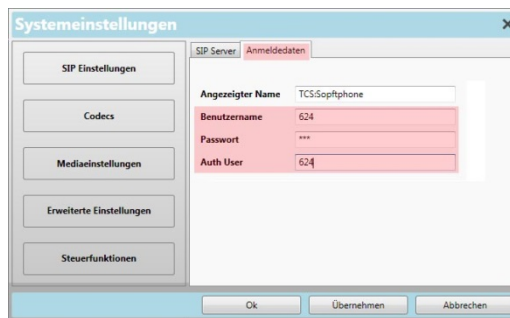 Systemeinstellungen
SIP Einstellungen
Codecs
Mediaeinstellungen
Erweiterte Einstellungen
Steuerfunktionen
SIP Server
Anmeldedaten
Angezeigter Name TCS:Sopftphone
Benutzername 624
Passwort ***
Auth User 624
Ok
Übernehmen
Abbrechen